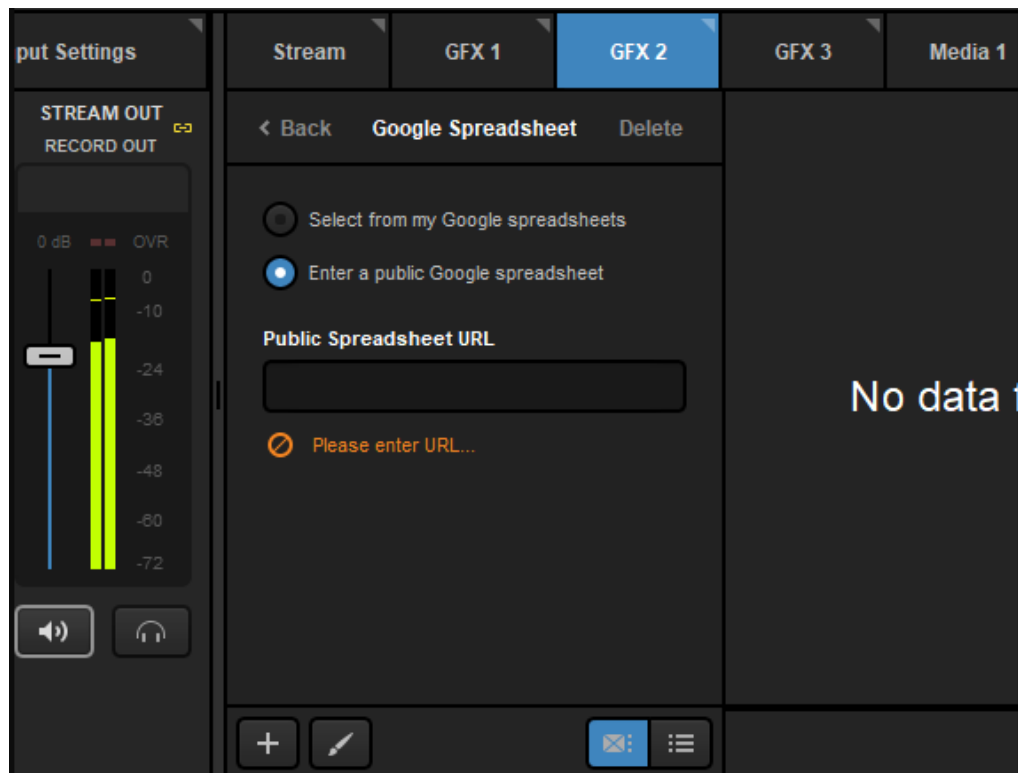 put Settings
Stream
GFX 1
GFX 2
GFX 3
Media 1
STREAM OUT
RECORD OUT
Back
Google Spreadsheet
Delete
0 dB
OVR
0
-10
-24
-36
-48
-60
-72
Select from my Google spreadsheets
Enter a public Google spreadsheet
Public Spreadsheet URL
Please enter URL...
No data